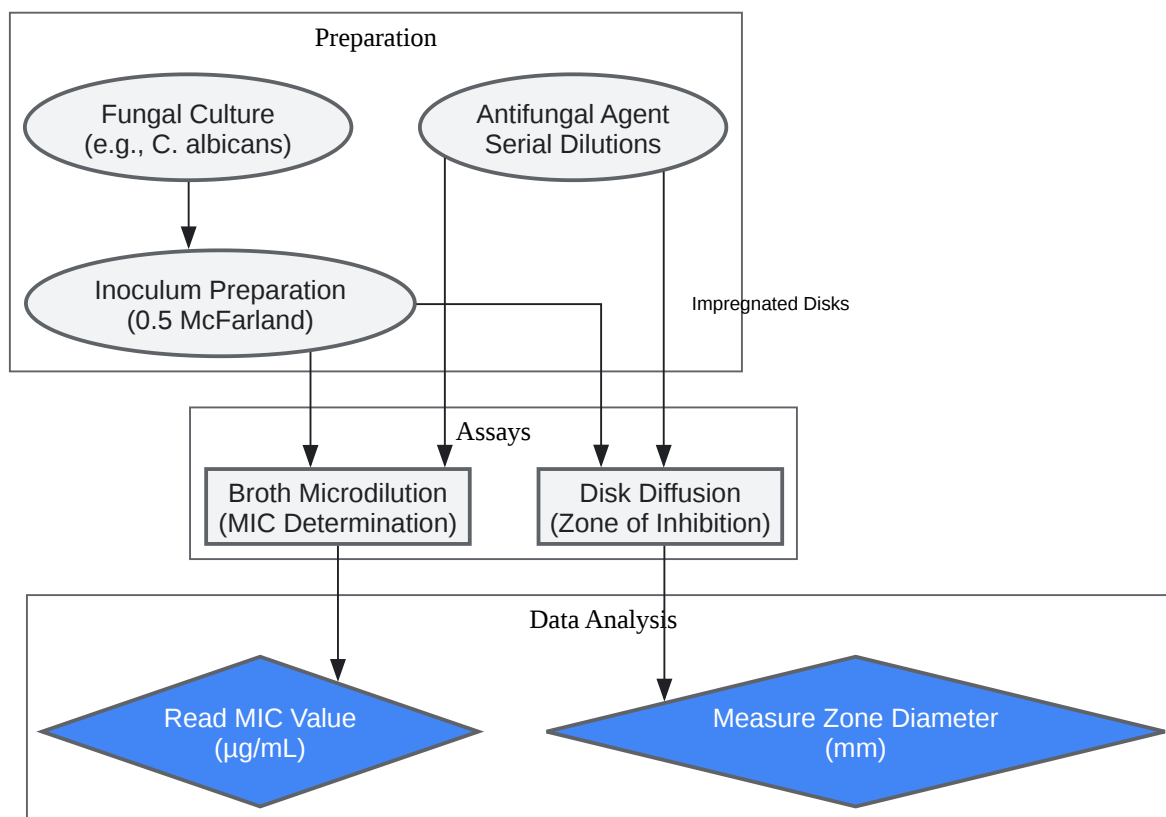 Preparation
Fungal Culture
(e.g., C. albicans)
Antifungal Agent
Serial Dilutions
Inoculum Preparation
(0.5 McFarland)
Impregnated Disks
Assays
Broth Microdilution
(MIC Determination)
Disk Diffusion
(Zone of Inhibition)
Data Analysis
Read MIC Value
(µg/mL)
Measure Zone Diameter
(mm)